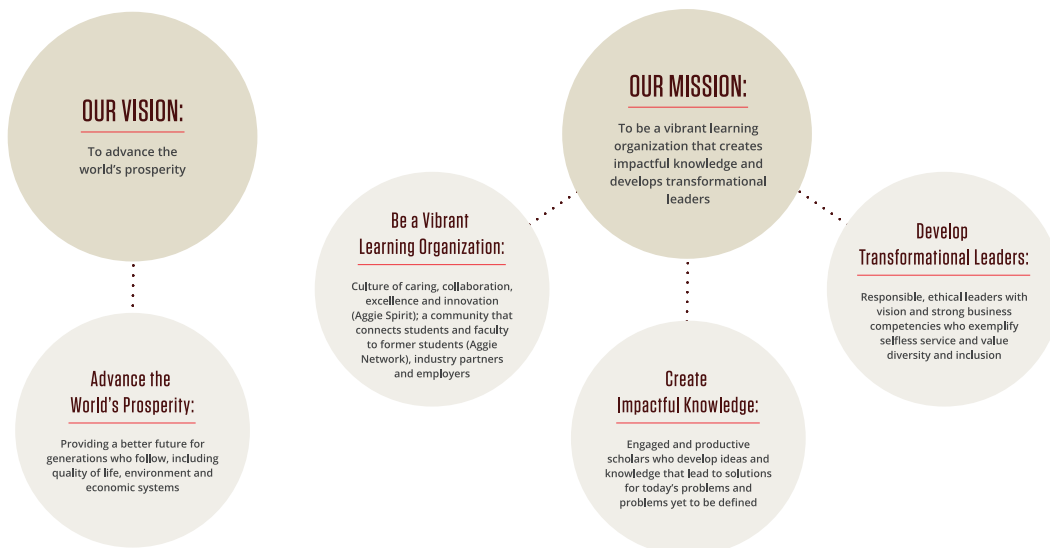 OUR VISION:
To advance the
world's prosperity
Advance the
World's Prosperity:
Providing a better future for
generations who follow, including
quality of life, environment and
economic systems
OUR MISSION:
To be a vibrant learning
organization that creates
impactful knowledge and
develops transformational
leaders
Be a Vibrant
Learning Organization:
Culture of caring, collaboration,
excellence and innovation
(Aggie Spirit); a community that
connects students and faculty
to former students (Aggie
Network), industry partners
and employers
Create
Impactful Knowledge:
Engaged and productive
scholars who develop ideas and
knowledge that lead to solutions
for today's problems and
problems yet to be defined
Develop
Transformational Leaders:
Responsible, ethical leaders with
vision and strong business
competencies who exemplify
selfless service and value
diversity and inclusion